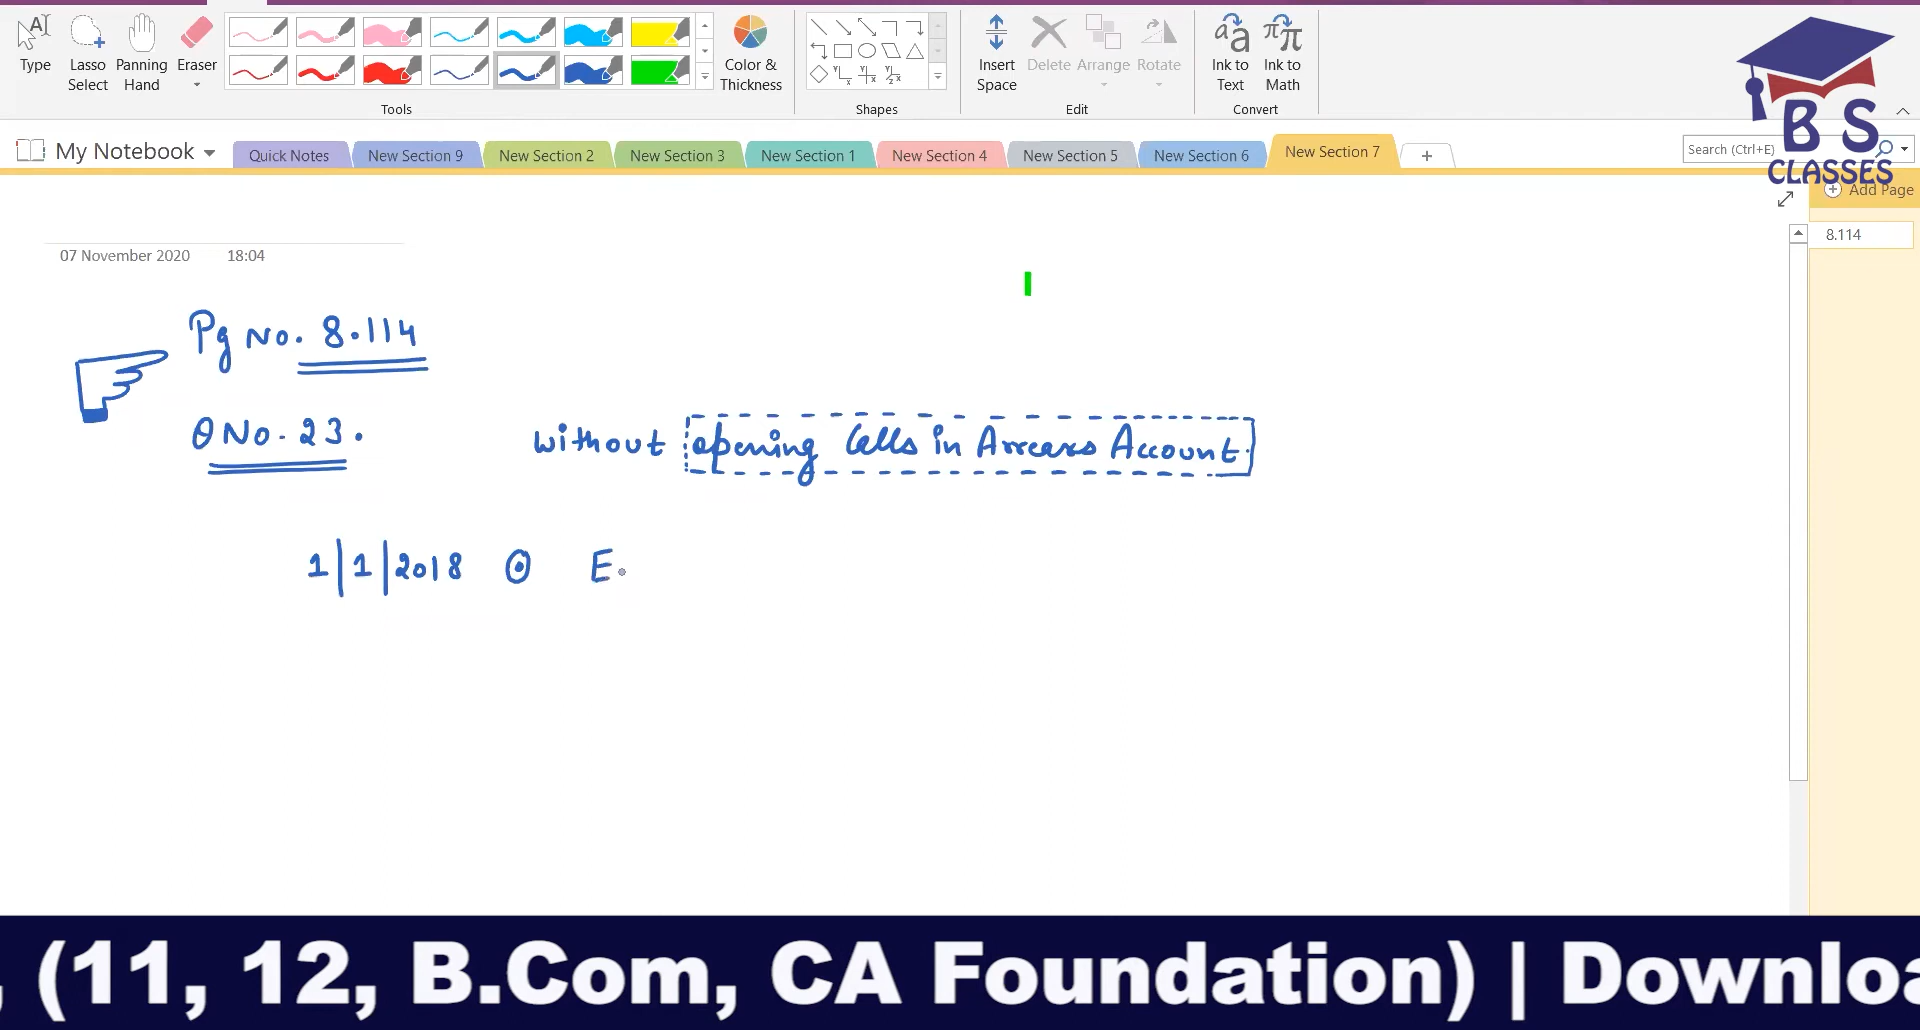 Type
Lasso Select
Panning Hand
Eraser
Color & Thickness
Insert Space
Delete
Arrange
Rotate
Ink to Text
Ink to Math
Tools
Shapes
Edit
Convert
B S
CLASSES
My Notebook
Quick Notes
New Section 9
New Section 2
New Section 3
New Section 1
New Section 4
New Section 5
New Section 6
New Section 7
Search (Ctrl+E)
Add Page
8.114
07 November 2020 18:04
Pg No. 8.114
Q No. 23.
without opening Calls in Arrears Account.
1|1|2018 ⊙ E.
, (11, 12, B.Com, CA Foundation) | Downloa